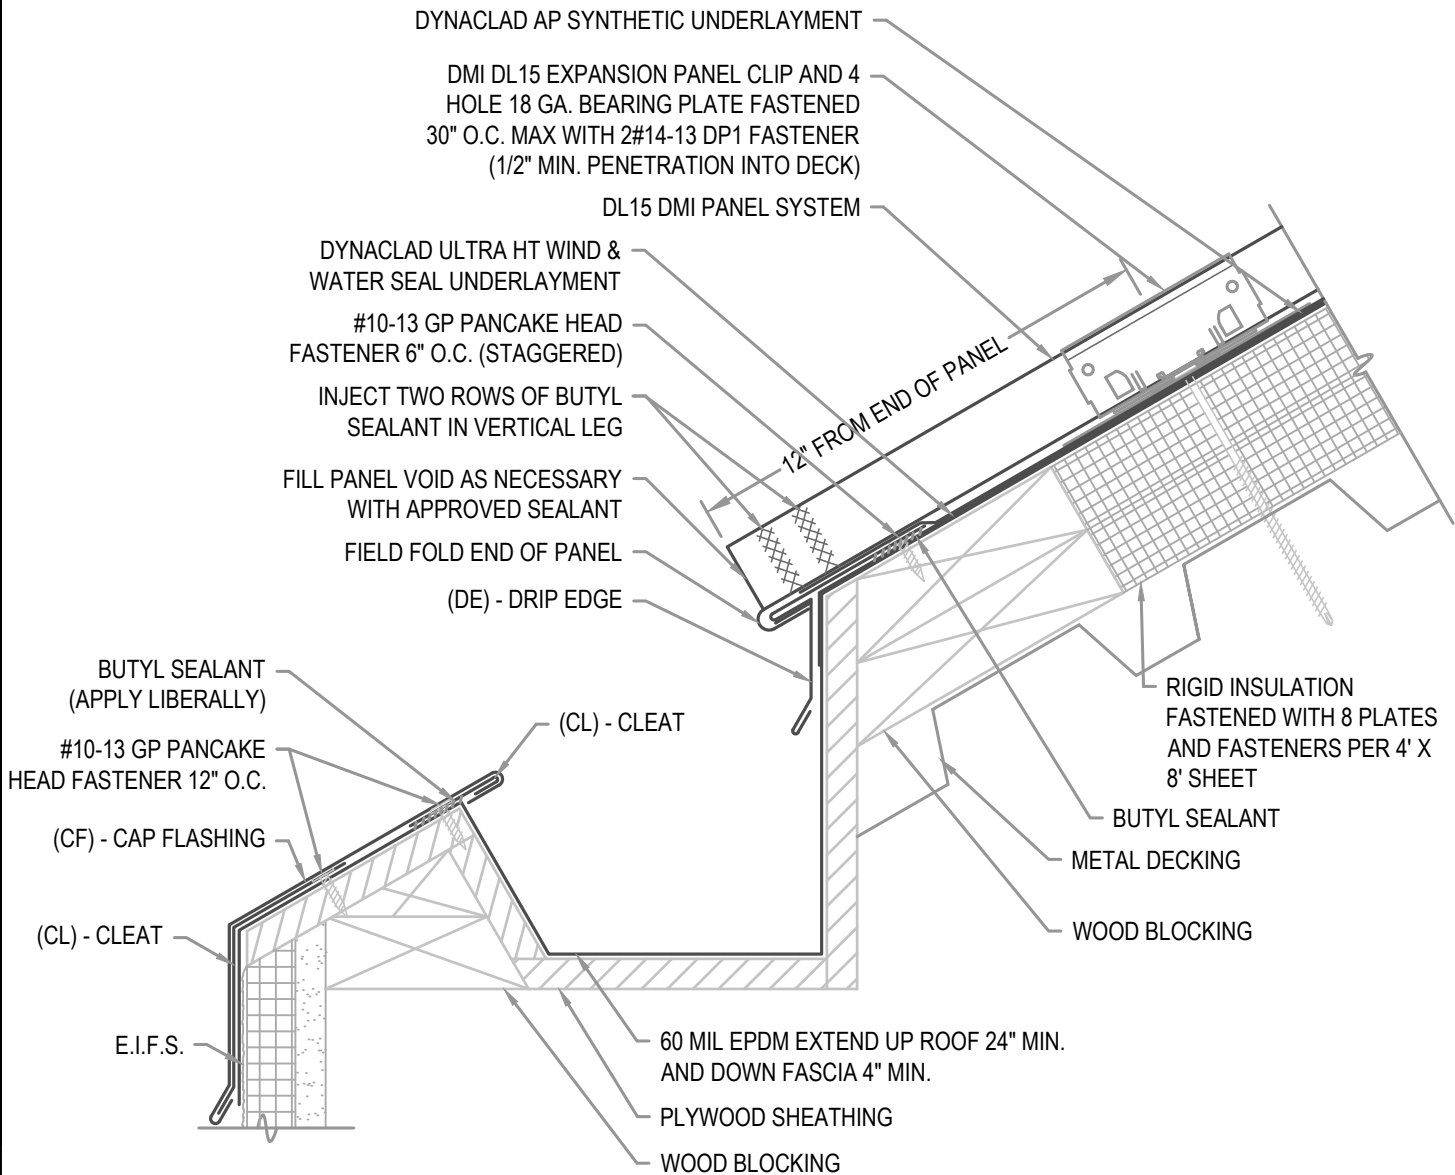 DYNACLAD AP SYNTHETIC UNDERLAYMENT
DMI DL15 EXPANSION PANEL CLIP AND 4
HOLE 18 GA. BEARING PLATE FASTENED
30" O.C. MAX WITH 2#14-13 DP1 FASTENER
(1/2" MIN. PENETRATION INTO DECK)
DL15 DMI PANEL SYSTEM
DYNACLAD ULTRA HT WIND &
WATER SEAL UNDERLAYMENT
#10-13 GP PANCAKE HEAD
FASTENER 6" O.C. (STAGGERED)
INJECT TWO ROWS OF BUTYL
SEALANT IN VERTICAL LEG
FILL PANEL VOID AS NECESSARY
WITH APPROVED SEALANT
FIELD FOLD END OF PANEL
(DE) - DRIP EDGE
12" FROM END OF PANEL
BUTYL SEALANT
(APPLY LIBERALLY)
#10-13 GP PANCAKE
HEAD FASTENER 12" O.C.
(CF) - CAP FLASHING
(CL) - CLEAT
E.I.F.S.
(CL) - CLEAT
RIGID INSULATION
FASTENED WITH 8 PLATES
AND FASTENERS PER 4' X
8' SHEET
BUTYL SEALANT
METAL DECKING
WOOD BLOCKING
60 MIL EPDM EXTEND UP ROOF 24" MIN.
AND DOWN FASCIA 4" MIN.
PLYWOOD SHEATHING
WOOD BLOCKING